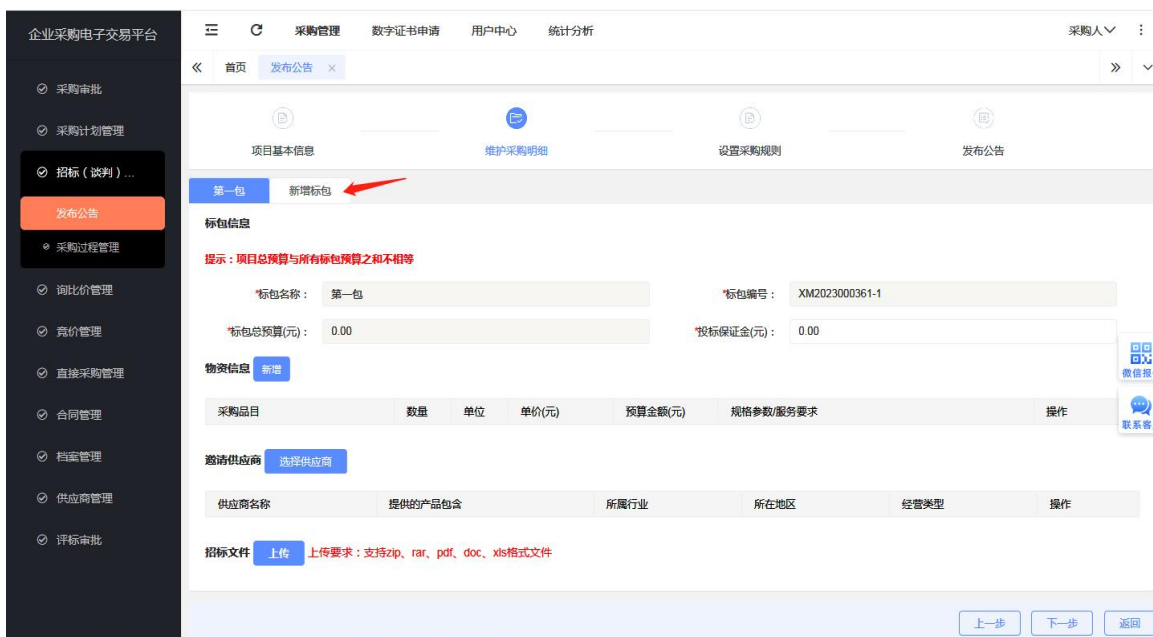 企业采购电子交易平台
采购管理 数字证书申请 用户中心 统计分析 采购人
首页 发布公告 ×
采购审批
采购计划管理
招标（谈判）...
发布公告
采购过程管理
询比价管理
竞价管理
直接采购管理
合同管理
档案管理
供应商管理
评标审批
项目基本信息 维护采购明细 设置采购规则 发布公告
第一包 新增标包
标包信息
提示：项目总预算与所有标包预算之和不相等
*标包名称： 第一包 *标包编号： XM2023000361-1
*标包总预算(元)： 0.00 *投标保证金(元)： 0.00
物资信息 新增
采购品目 数量 单位 单价(元) 预算金额(元) 规格参数/服务要求 操作
邀请供应商 选择供应商
供应商名称 提供的产品包含 所属行业 所在地区 经营类型 操作
招标文件 上传 上传要求：支持zip、rar、pdf、doc、xls格式文件
微信报
联系客
上一步 下一步 返回